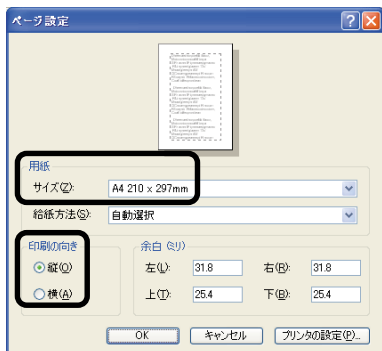 ページ設定
用紙
サイズ(Z): A4 210 x 297mm
給紙方法(S): 自動選択
印刷の向き
縦(O)
横(A)
余白 (ミリ)
左(L): 31.8 右(R): 31.8
上(T): 25.4 下(B): 25.4
OK キャンセル プリンタの設定(P)...